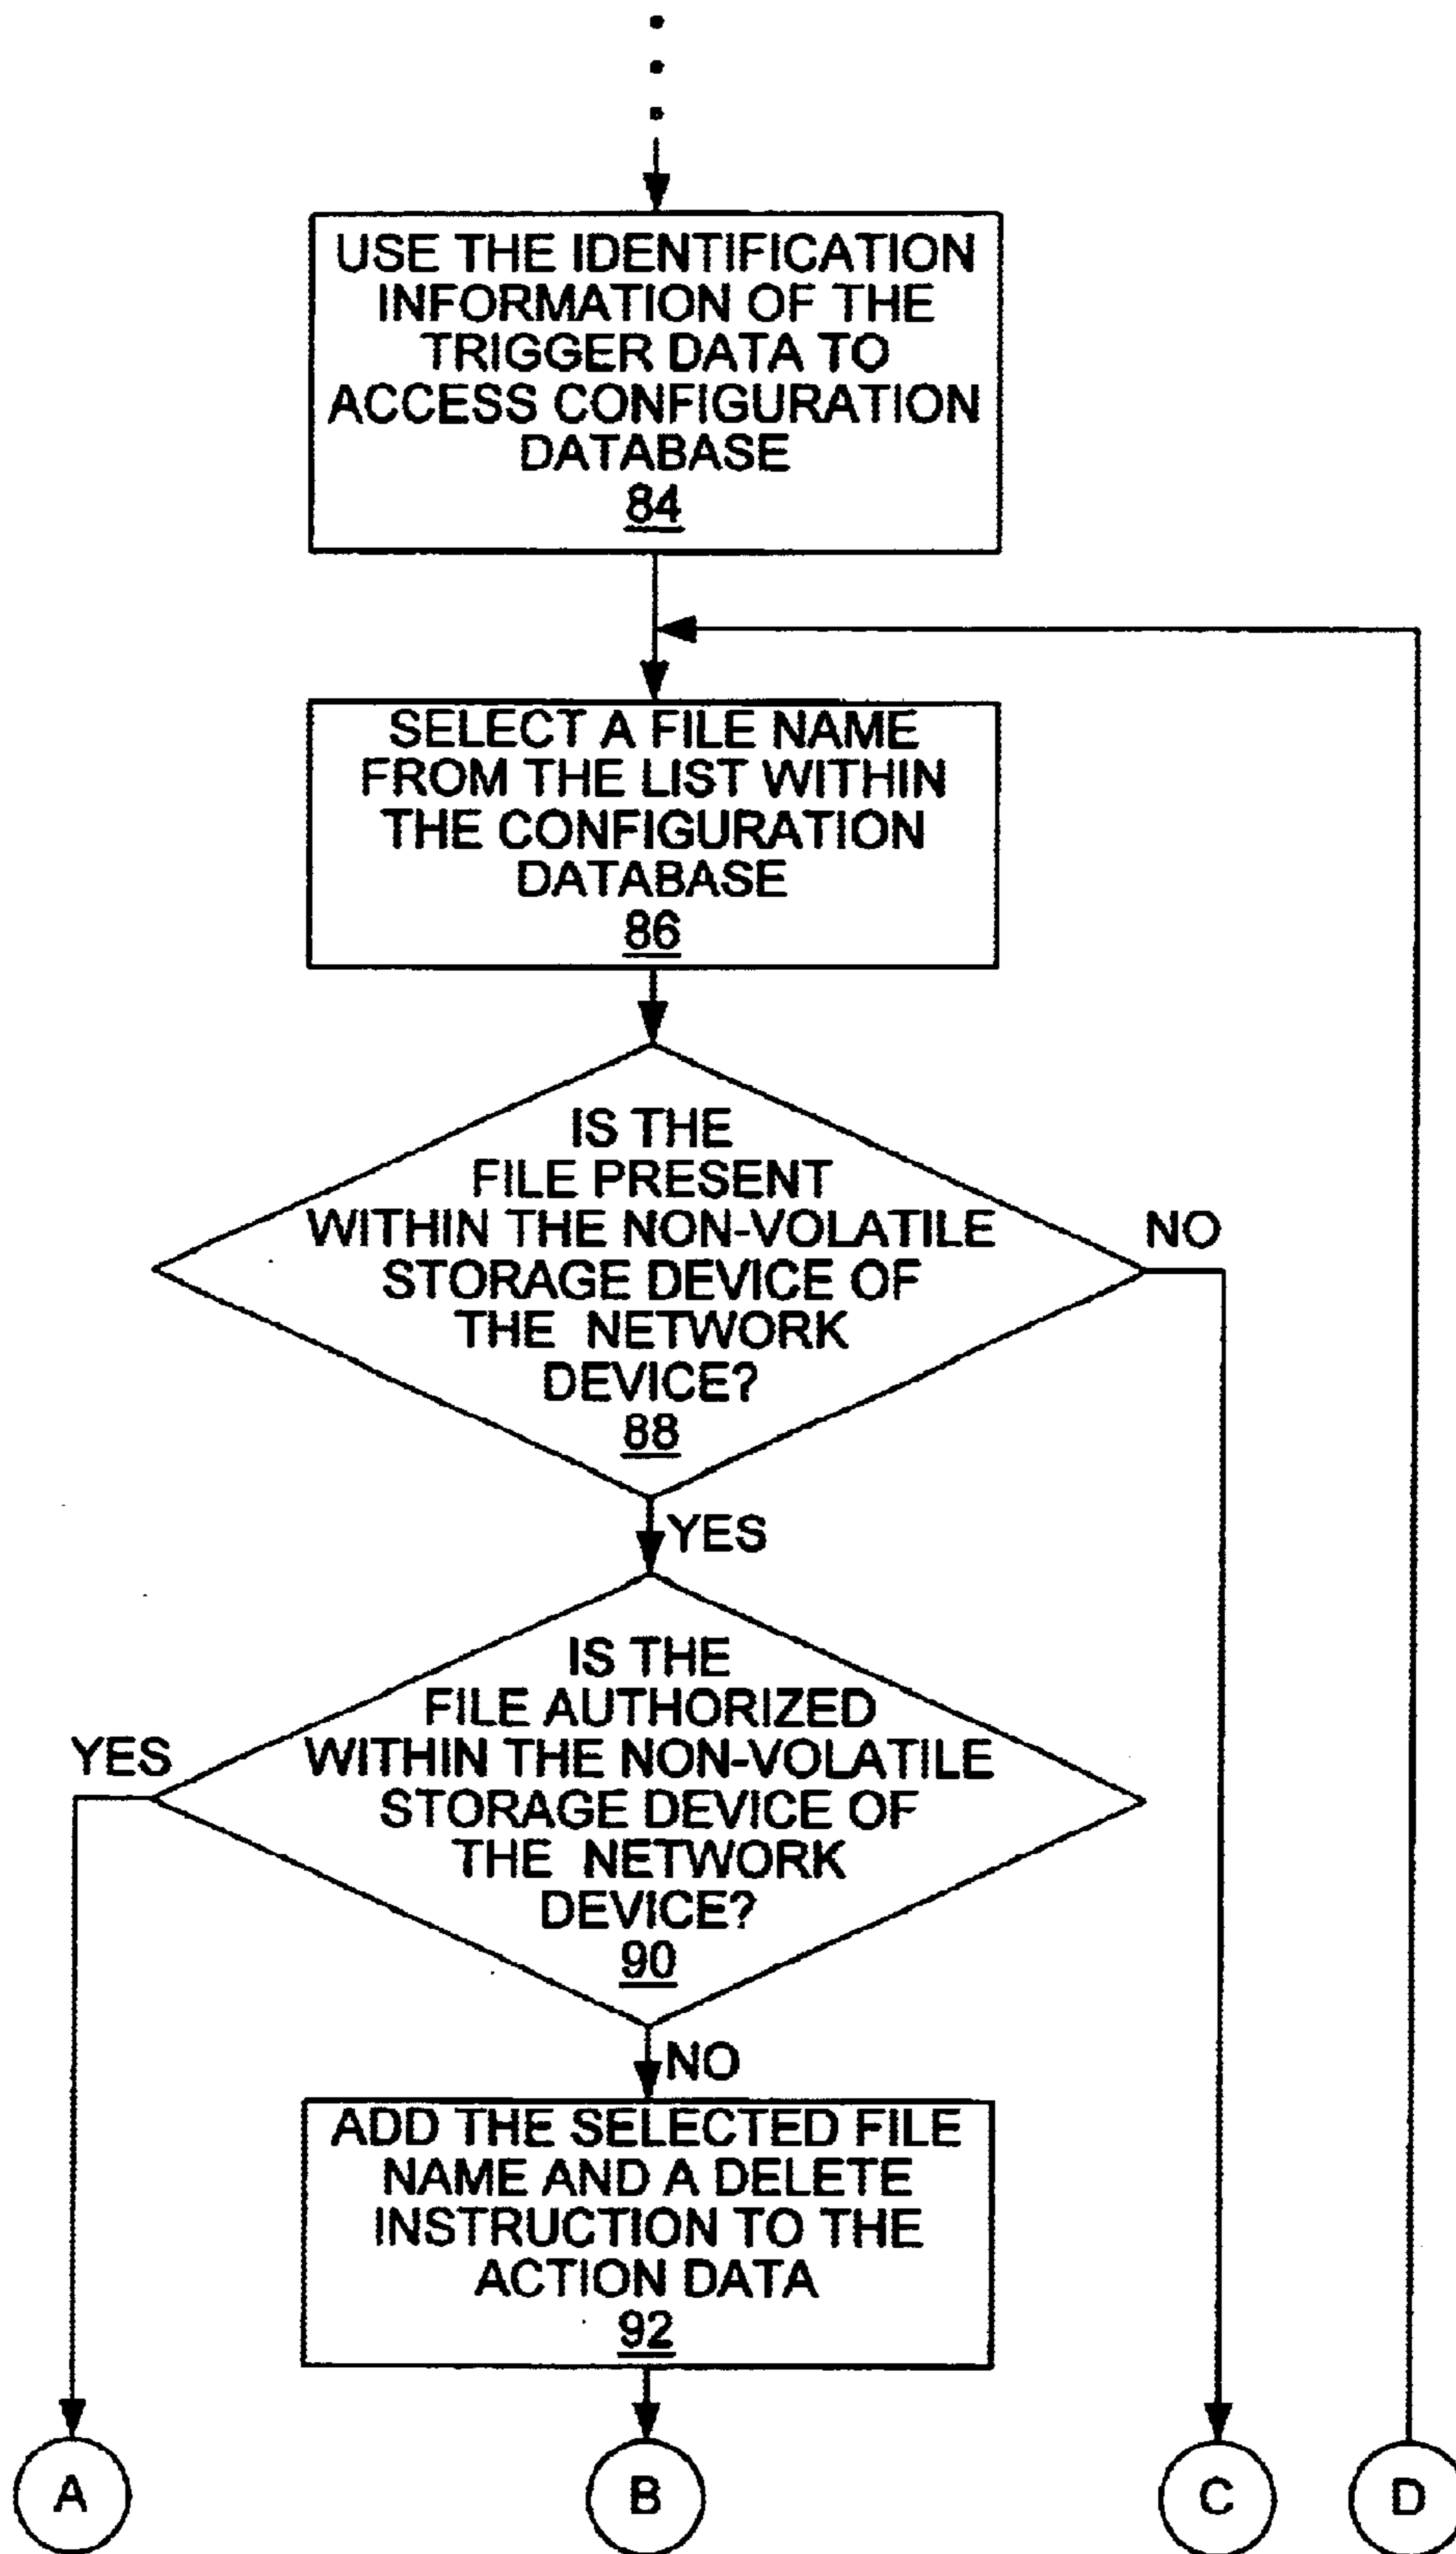 USE THE IDENTIFICATION
INFORMATION OF THE
TRIGGER DATA TO
ACCESS CONFIGURATION
DATABASE
84
SELECT A FILE NAME
FROM THE LIST WITHIN
THE CONFIGURATION
DATABASE
86
IS THE
FILE PRESENT
WITHIN THE NON-VOLATILE
STORAGE DEVICE OF
THE NETWORK
DEVICE?
88
NO
YES
IS THE
FILE AUTHORIZED
WITHIN THE NON-VOLATILE
STORAGE DEVICE OF
THE NETWORK
DEVICE?
90
YES
NO
ADD THE SELECTED FILE
NAME AND A DELETE
INSTRUCTION TO THE
ACTION DATA
92
A
B
C
D